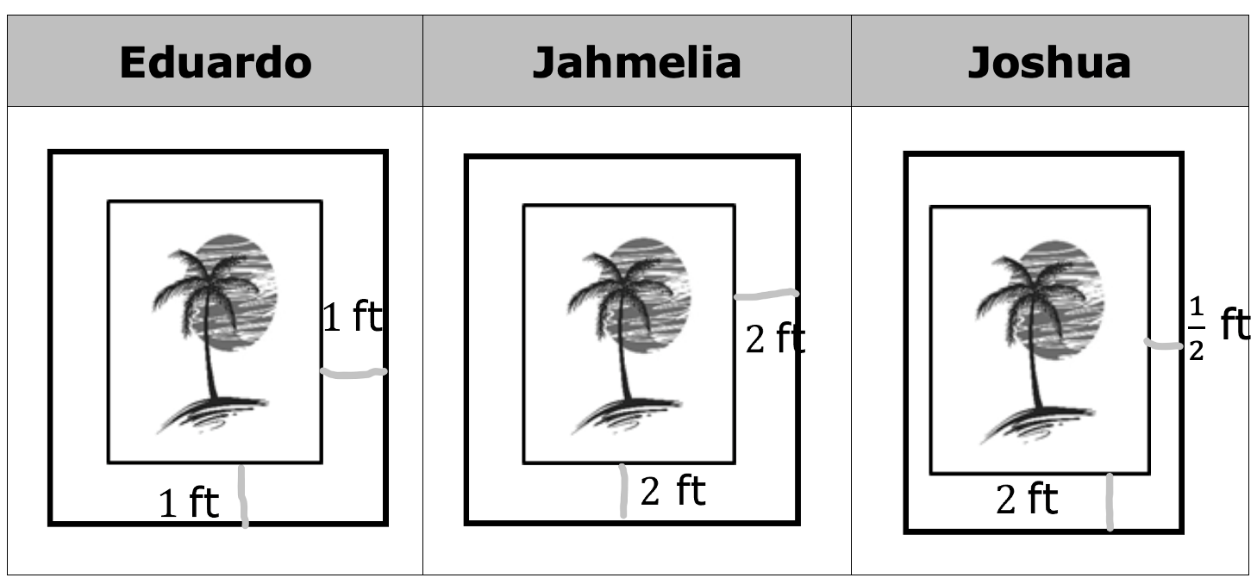 Eduardo
Jahmelia
Joshua
1 ft
1 ft
2 ft
2 ft
1/2 ft
2 ft